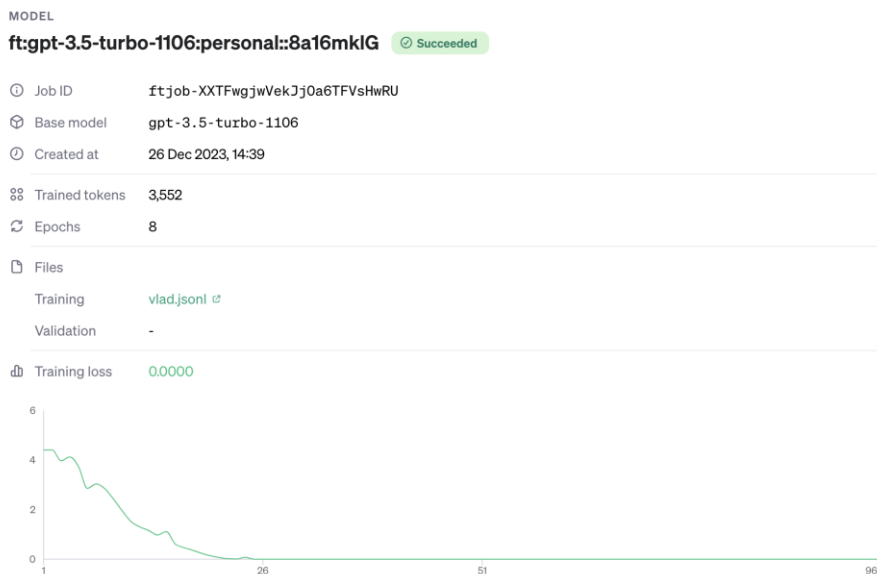 MODEL
ft:gpt-3.5-turbo-1106:personal::8a16mklG Succeeded
Job ID ftjob-XXTFwgjwVekJjOa6TFVsHwRU
Base model gpt-3.5-turbo-1106
Created at 26 Dec 2023, 14:39
Trained tokens 3,552
Epochs 8
Files
Training vlad.jsonl
Validation -
Training loss 0.0000
6
4
2
0
1 26 51 96